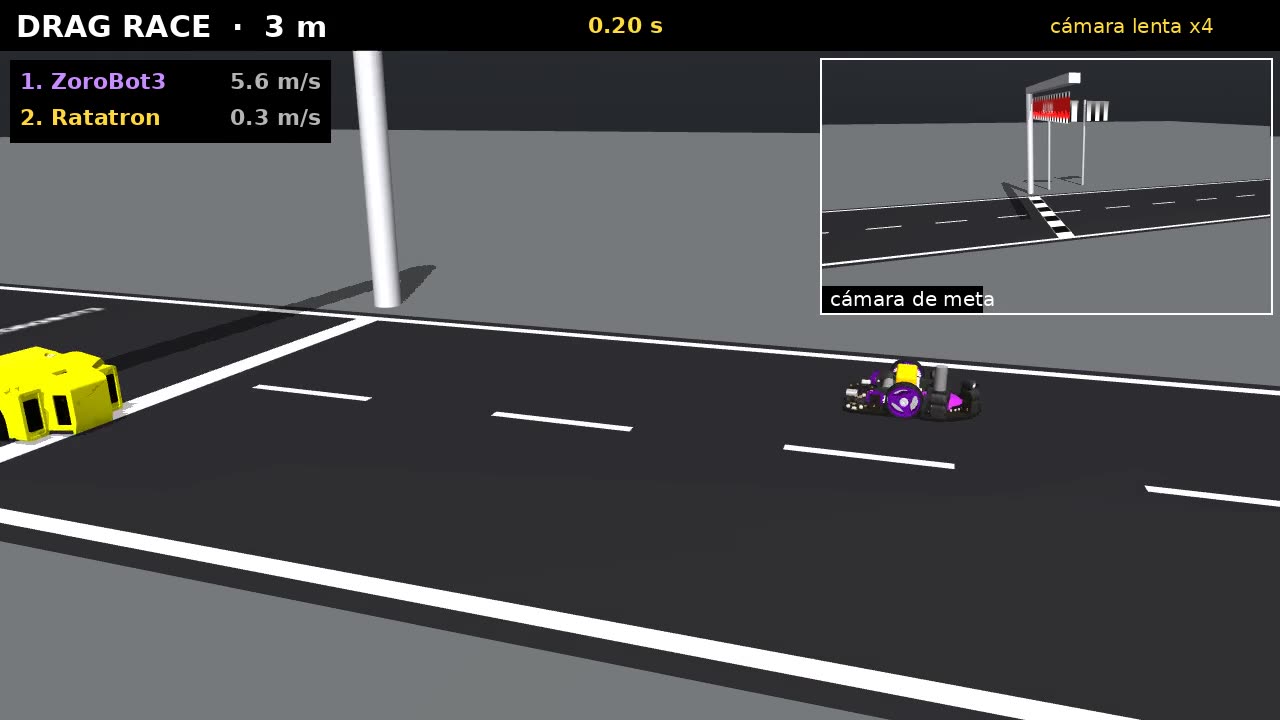 DRAG RACE · 3 m
0.20 s
cámara lenta x4
1. ZoroBot3 5.6 m/s
2. Ratatron 0.3 m/s
cámara de meta